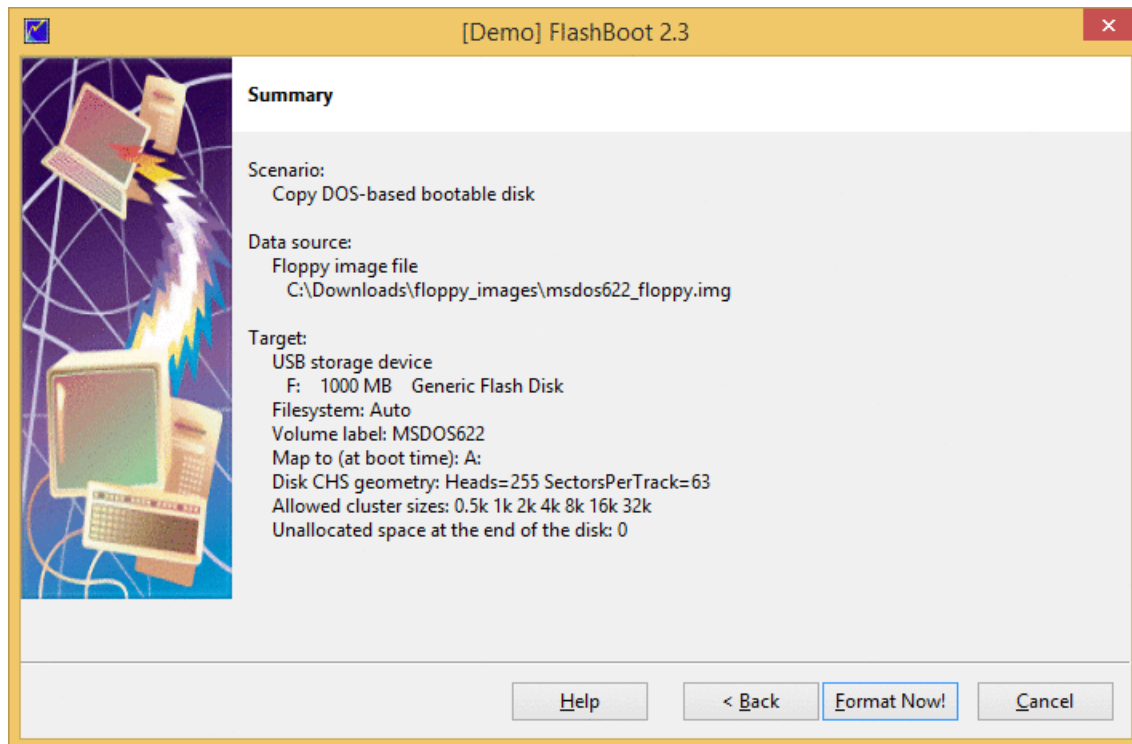 [Demo] FlashBoot 2.3
Summary
Scenario:
Copy DOS-based bootable disk
Data source:
Floppy image file
C:\Downloads\floppy_images\msdos622_floppy.img
Target:
USB storage device
F: 1000 MB Generic Flash Disk
Filesystem: Auto
Volume label: MSDOS622
Map to (at boot time): A:
Disk CHS geometry: Heads=255 SectorsPerTrack=63
Allowed cluster sizes: 0.5k 1k 2k 4k 8k 16k 32k
Unallocated space at the end of the disk: 0
Help < Back Format Now! Cancel